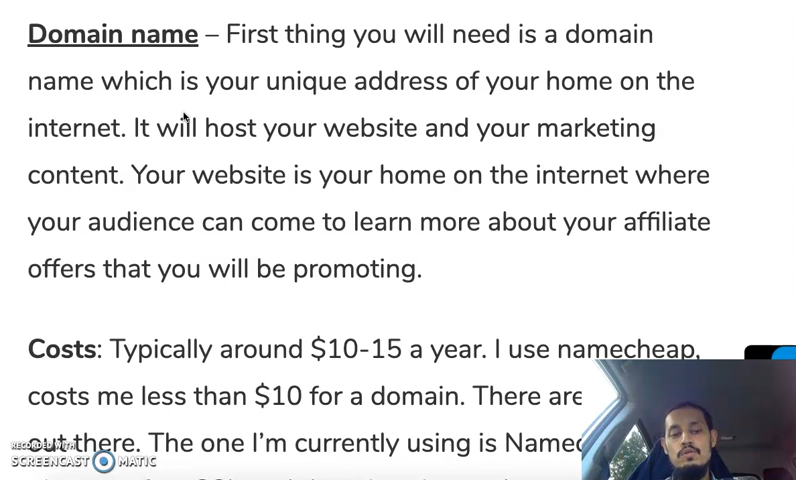 Domain name – First thing you will need is a domain
name which is your unique address of your home on the
internet. It will host your website and your marketing
content. Your website is your home on the internet where
your audience can come to learn more about your affiliate
offers that you will be promoting.
Costs: Typically around $10-15 a year. I use namecheap,
costs me less than $10 for a domain. There are
out there. The one I’m currently using is
RECORDED WITH
SCREENCAST MATIC